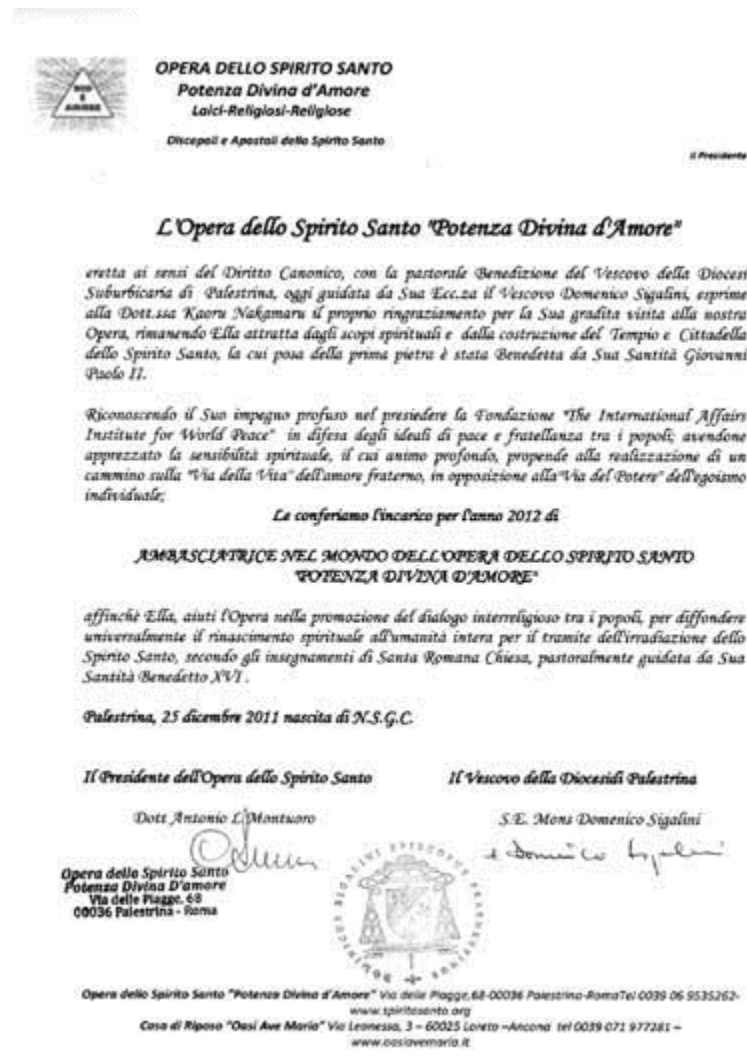 DIO
È
AMORE
OPERA DELLO SPIRITO SANTO
Potenza Divina d'Amore
Laici-Religiosi-Religiose
Discepoli e Apostoli dello Spirito Santo
Il Presidente
L'Opera dello Spirito Santo "Potenza Divina d'Amore"
eretta ai sensi del Diritto Canonico, con la pastorale Benedizione del Vescovo della Diocesi
Suburbicaria di Palestrina, oggi guidata da Sua Ecc.za il Vescovo Domenico Sigalini, esprime
alla Dott.ssa Kaoru Nakamaru il proprio ringraziamento per la Sua gradita visita alla nostra
Opera, rimanendo Ella attratta dagli scopi spirituali e dalla costruzione del Tempio e Cittadella
dello Spirito Santo, la cui posa della prima pietra è stata Benedetta da Sua Santità Giovanni
Paolo II.
Riconoscendo il Suo impegno profuso nel presiedere la Fondazione "The International Affairs
Institute for World Peace" in difesa degli ideali di pace e fratellanza tra i popoli; avendone
apprezzato la sensibilità spirituale, il cui animo profondo, propende alla realizzazione di un
cammino sulla "Via della Vita" dell'amore fraterno, in opposizione alla"Via del Potere" dell'egoismo
individuale;
Le conferiamo l'incarico per l'anno 2012 di
AMBASCIATRICE NEL MONDO DELL'OPERA DELLO SPIRITO SANTO
"POTENZA DIVINA D'AMORE"
affinchè Ella, aiuti l'Opera nella promozione del dialogo interreligioso tra i popoli, per diffondere
universalmente il rinascimento spirituale all'umanità intera per il tramite dell'irradiazione dello
Spirito Santo, secondo gli insegnamenti di Santa Romana Chiesa, pastoralmente guidata da Sua
Santità Benedetto XVI .
Palestrina, 25 dicembre 2011 nascita di N.S.G.C.
Il Presidente dell'Opera dello Spirito Santo
Il Vescovo della Diocesidi Palestrina
Dott Antonio L. Montuoro
S.E. Mons Domenico Sigalini
+ Domenico Sigalini
Opera dello Spirito Santo
Potenza Divina D'amore
Via delle Piagge, 68
00036 Palestrina - Roma
DOMINICUS SIGALINI EPISCOPUS PRAENESTINUS
Opera dello Spirito Santo "Potenza Divina d'Amore" Via delle Piagge,68-00036 Palestrina-RomaTel 0039 06 9535262-
www.spiritosanto.org
Casa di Riposo "Oasi Ave Maria" Via Leonessa, 3 – 60025 Loreto –Ancona tel 0039 071 977281 –
www.oasiavemaria.it